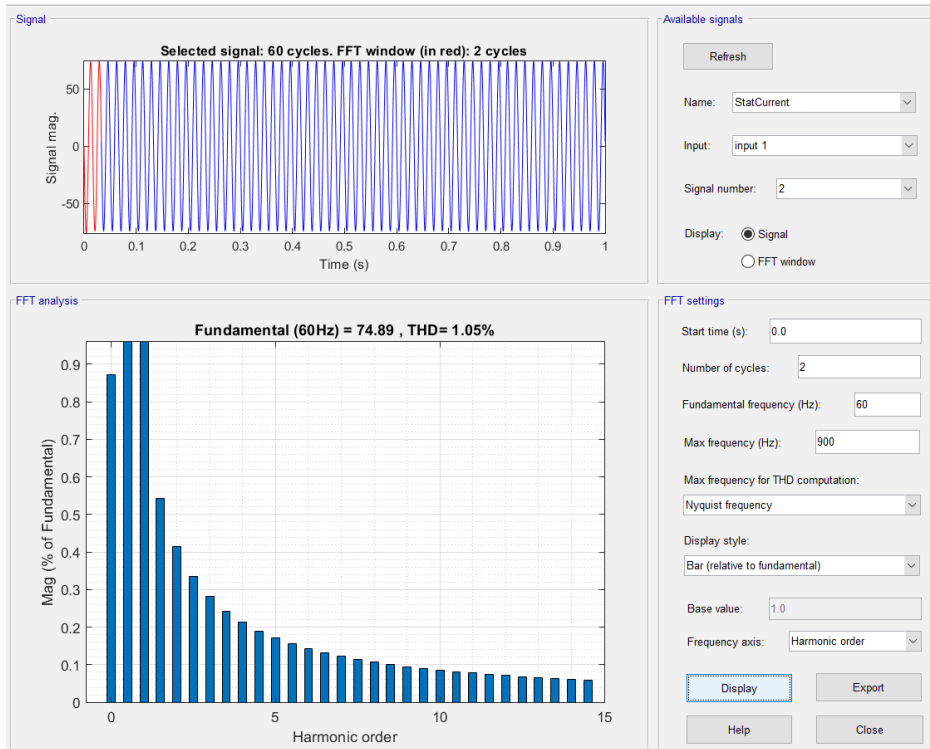 Signal
Selected signal: 60 cycles. FFT window (in red): 2 cycles
50
0
-50
Signal mag.
0 0.1 0.2 0.3 0.4 0.5 0.6 0.7 0.8 0.9 1
Time (s)
Available signals
Refresh
Name: StatCurrent
Input: input 1
Signal number: 2
Display: Signal
FFT window
FFT analysis
Fundamental (60Hz) = 74.89 , THD= 1.05%
0.9
0.8
0.7
0.6
0.5
0.4
0.3
0.2
0.1
0
Mag (% of Fundamental)
0 5 10 15
Harmonic order
FFT settings
Start time (s): 0.0
Number of cycles: 2
Fundamental frequency (Hz): 60
Max frequency (Hz): 900
Max frequency for THD computation:
Nyquist frequency
Display style:
Bar (relative to fundamental)
Base value: 1.0
Frequency axis: Harmonic order
Display Export
Help Close